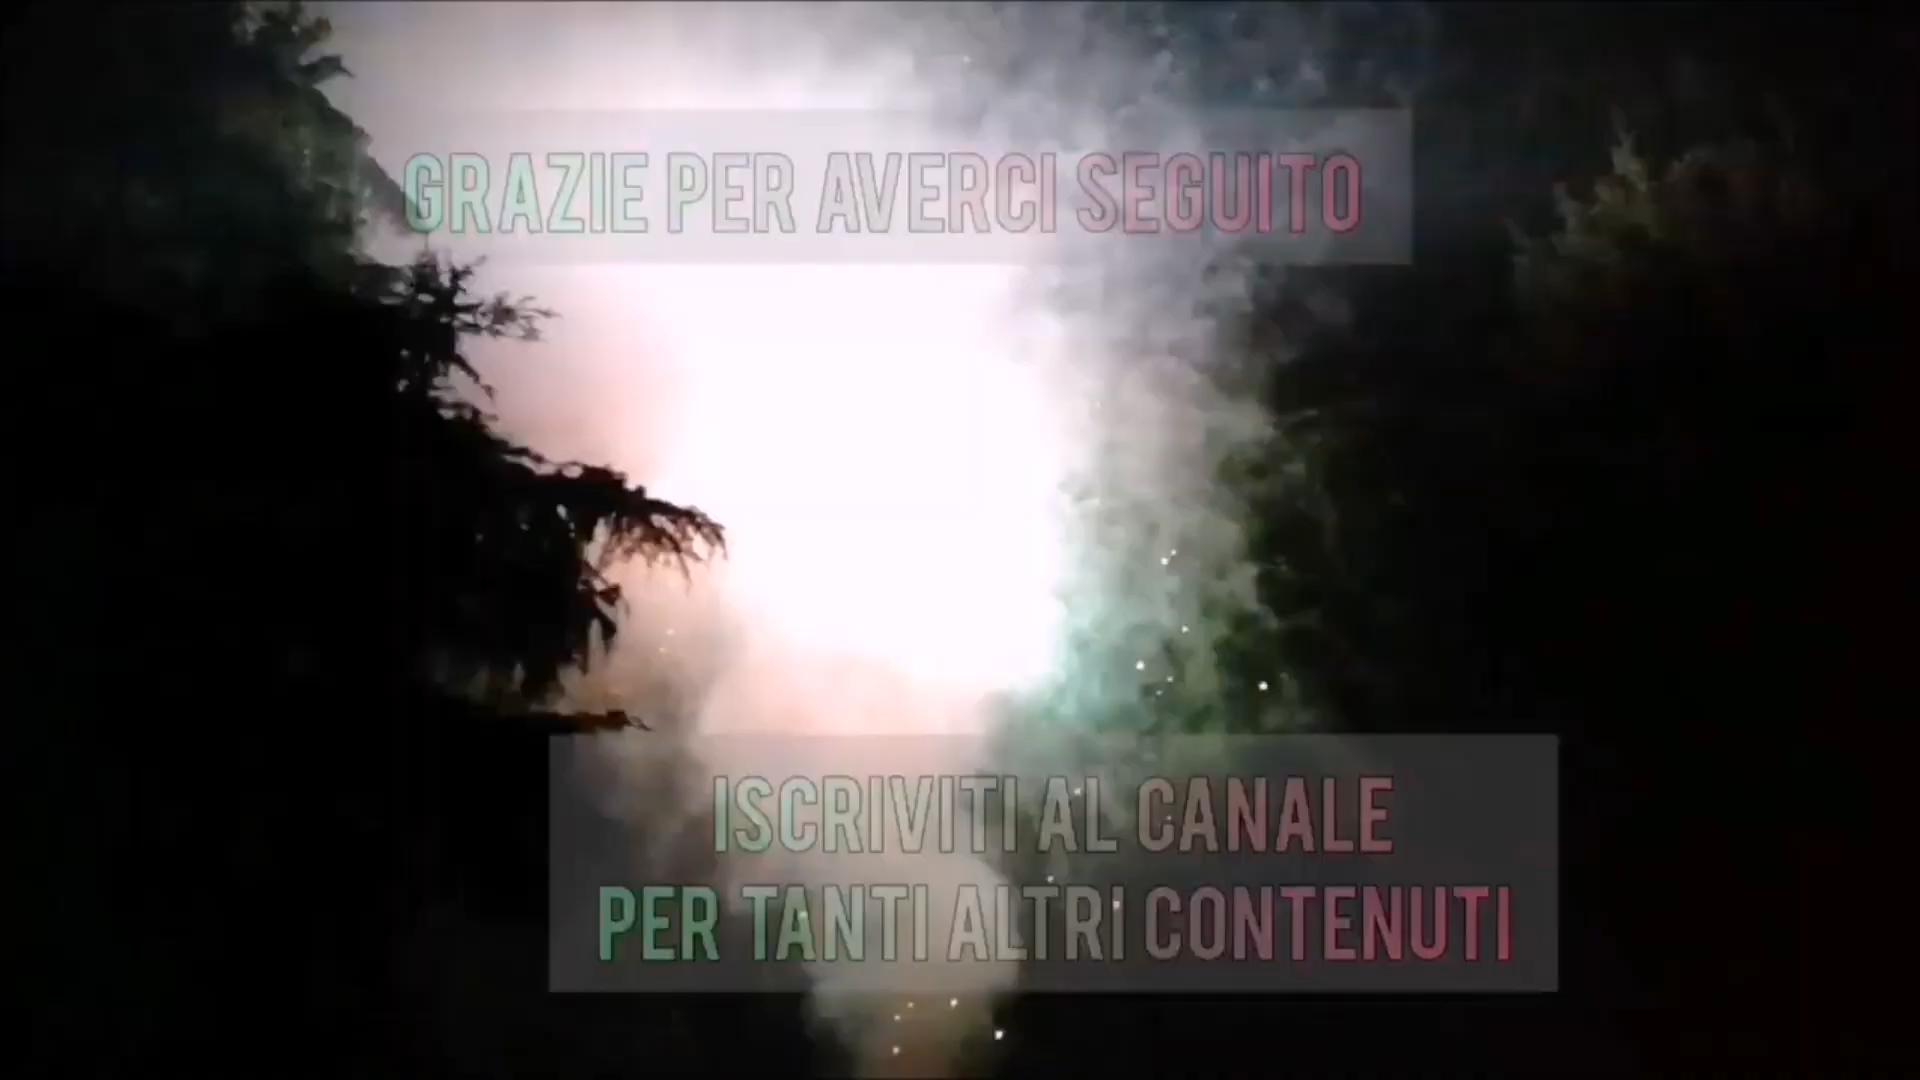 GRAZIE PER AVERCI SEGUITO
ISCRIVITI AL CANALE
PER TANTI ALTRI CONTENUTI